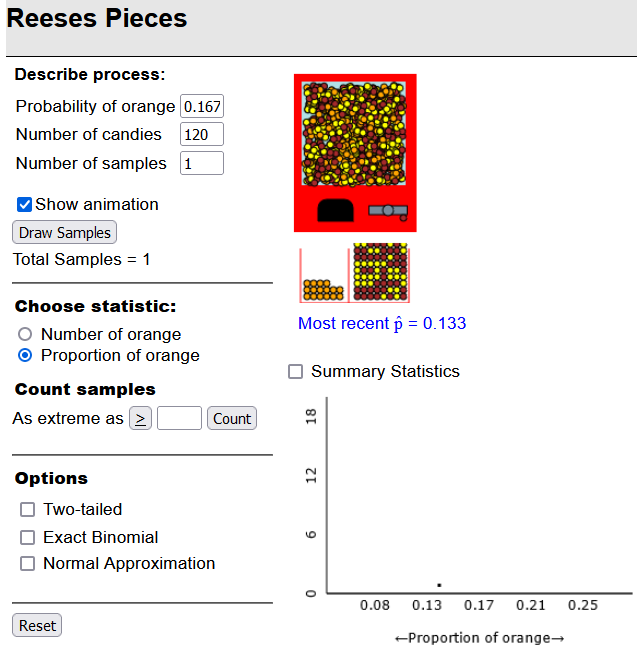 Reeses Pieces
Describe process:
Probability of orange 0.167
Number of candies 120
Number of samples 1
Show animation
Draw Samples
Total Samples = 1
Choose statistic:
Number of orange
Proportion of orange
Count samples
As extreme as ≥ Count
Options
Two-tailed
Exact Binomial
Normal Approximation
Reset
Most recent p̂ = 0.133
Summary Statistics
18
12
6
0
0.08 0.13 0.17 0.21 0.25
←Proportion of orange→